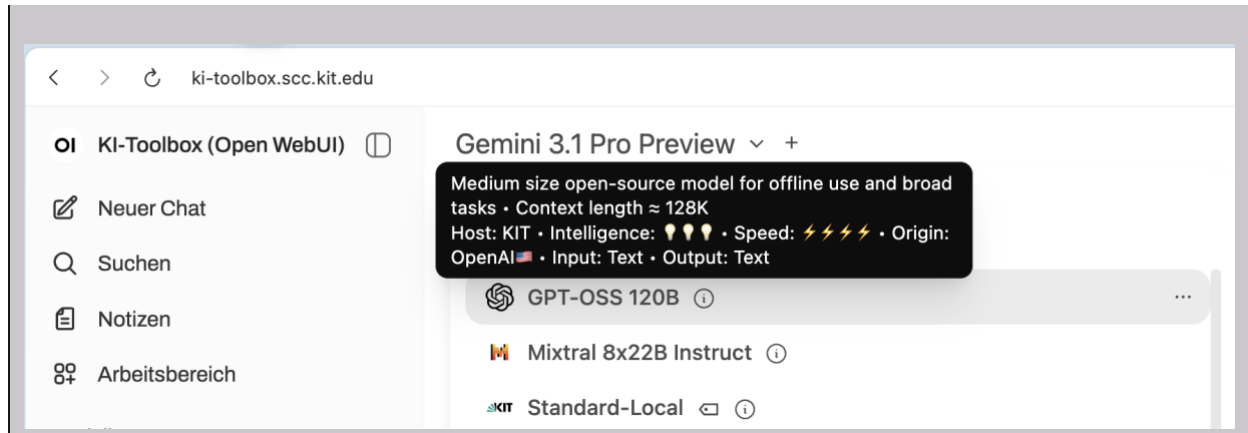 ki-toolbox.scc.kit.edu
OI KI-Toolbox (Open WebUI)
Neuer Chat
Suchen
Notizen
Arbeitsbereich
Gemini 3.1 Pro Preview
Medium size open-source model for offline use and broad
tasks • Context length ≈ 128K
Host: KIT • Intelligence: 💡💡💡 • Speed: ⚡⚡⚡⚡ • Origin:
OpenAI🇺🇸 • Input: Text • Output: Text
GPT-OSS 120B
Mixtral 8x22B Instruct
KIT Standard-Local